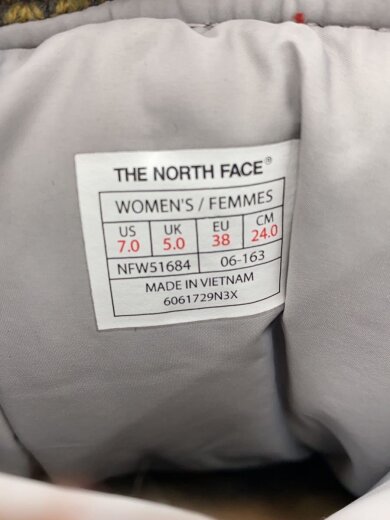 THE NORTH FACE®
WOMEN'S / FEMMES
US UK EU CM
7.0 5.0 38 24.0
NFW51684 06-163
MADE IN VIETNAM
6061729N3X